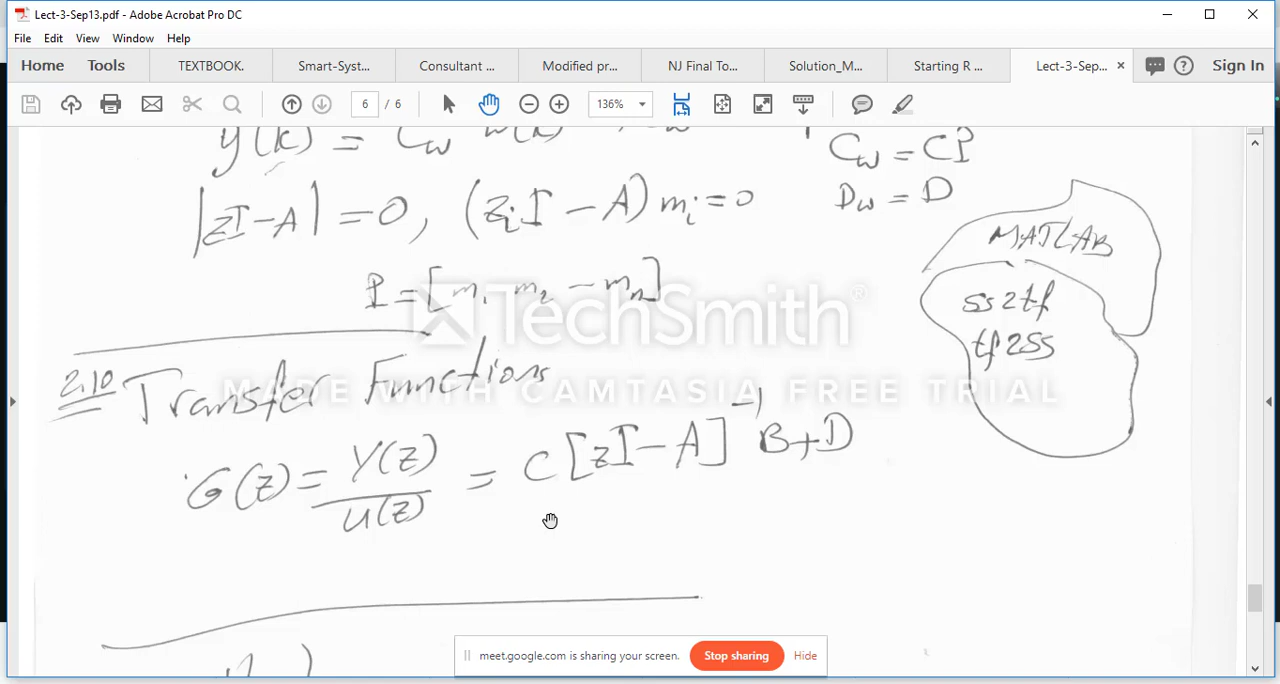 Lect-3-Sep13.pdf - Adobe Acrobat Pro DC
File Edit View Window Help
Home Tools TEXTBOOK. Smart-Syst... Consultant ... Modified pr... NJ Final To... Solution_M... Starting R ... Lect-3-Sep... × Sign In
6 / 6 136%
y(k) = Cw w(k)
Cw = CP
Dw = D
|zI-A| = 0, (ziI - A) mi = 0
P = [m1 m2 - mn]
MATLAB
ss2tf
tf2ss
TechSmith®
MADE WITH CAMTASIA FREE TRIAL
2.10 Transfer Functions
G(z) = Y(z)/U(z) = C [zI - A]^-1 B+D
meet.google.com is sharing your screen. Stop sharing Hide